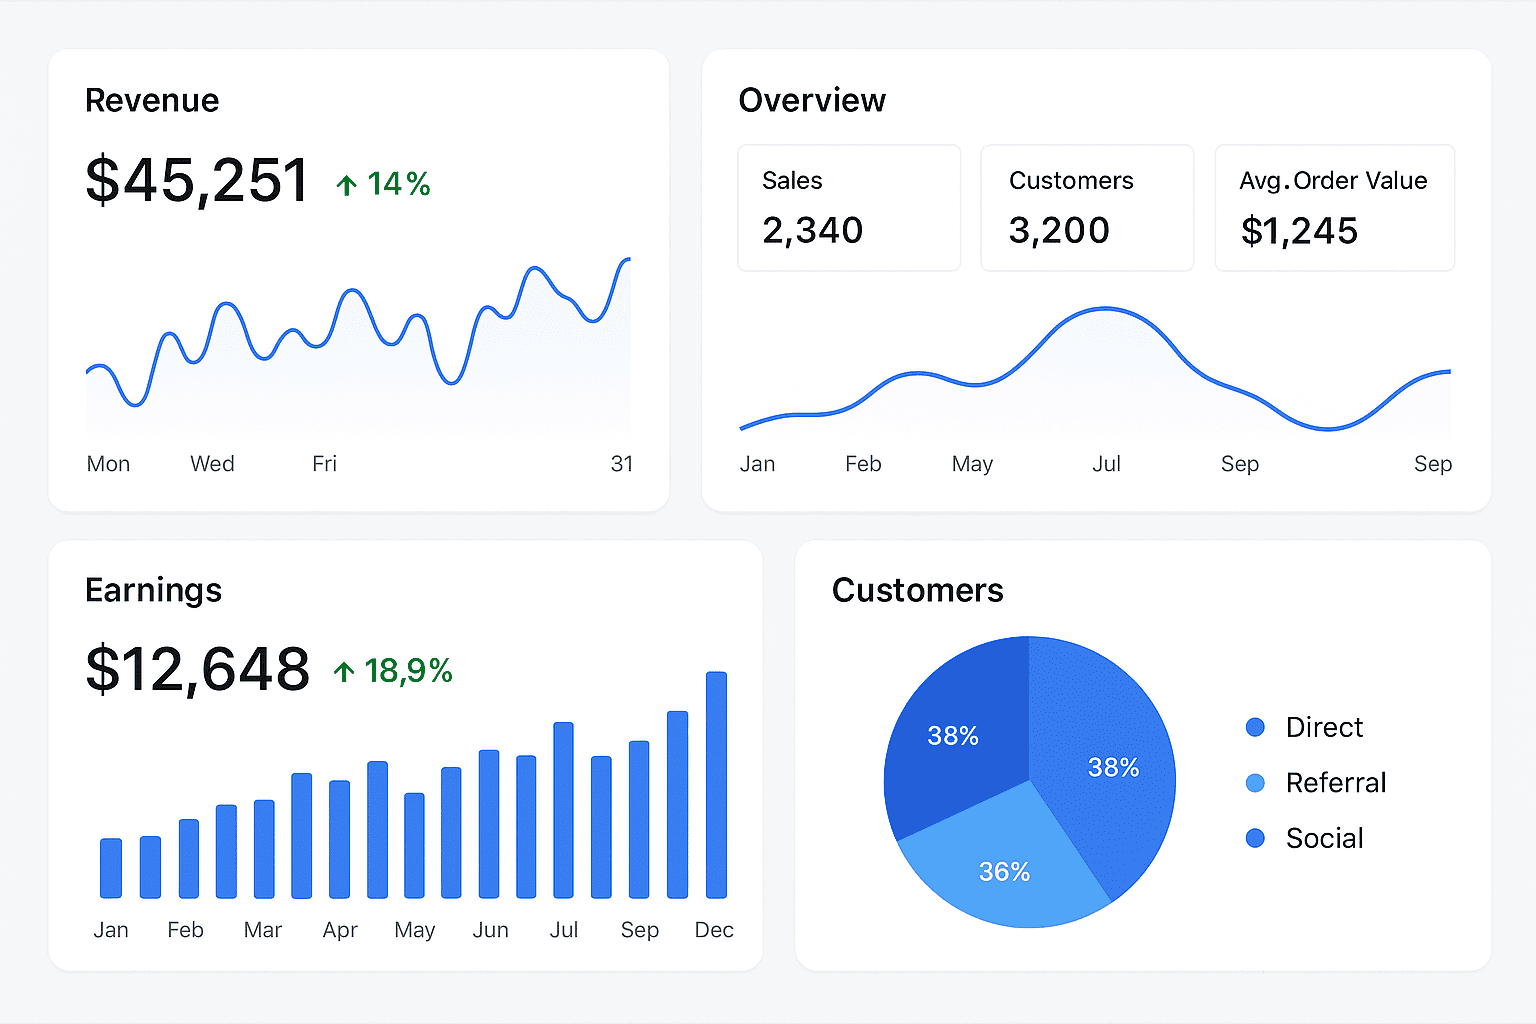 Revenue
$45,251 ↑ 14%
Mon Wed Fri 31
Overview
Sales
2,340
Customers
3,200
Avg.Order Value
$1,245
Jan Feb May Jul Sep Sep
Earnings
$12,648 ↑ 18,9%
Jan Feb Mar Apr May Jun Jul Sep Dec
Customers
38%
38%
36%
Direct
Referral
Social